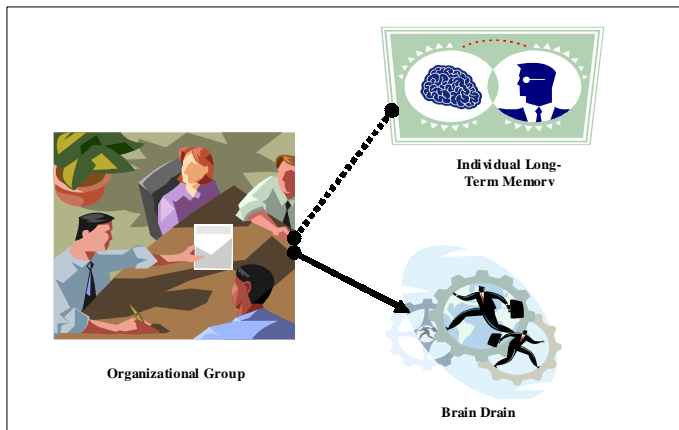 Individual Long-
Term Memory
Organizational Group
Brain Drain